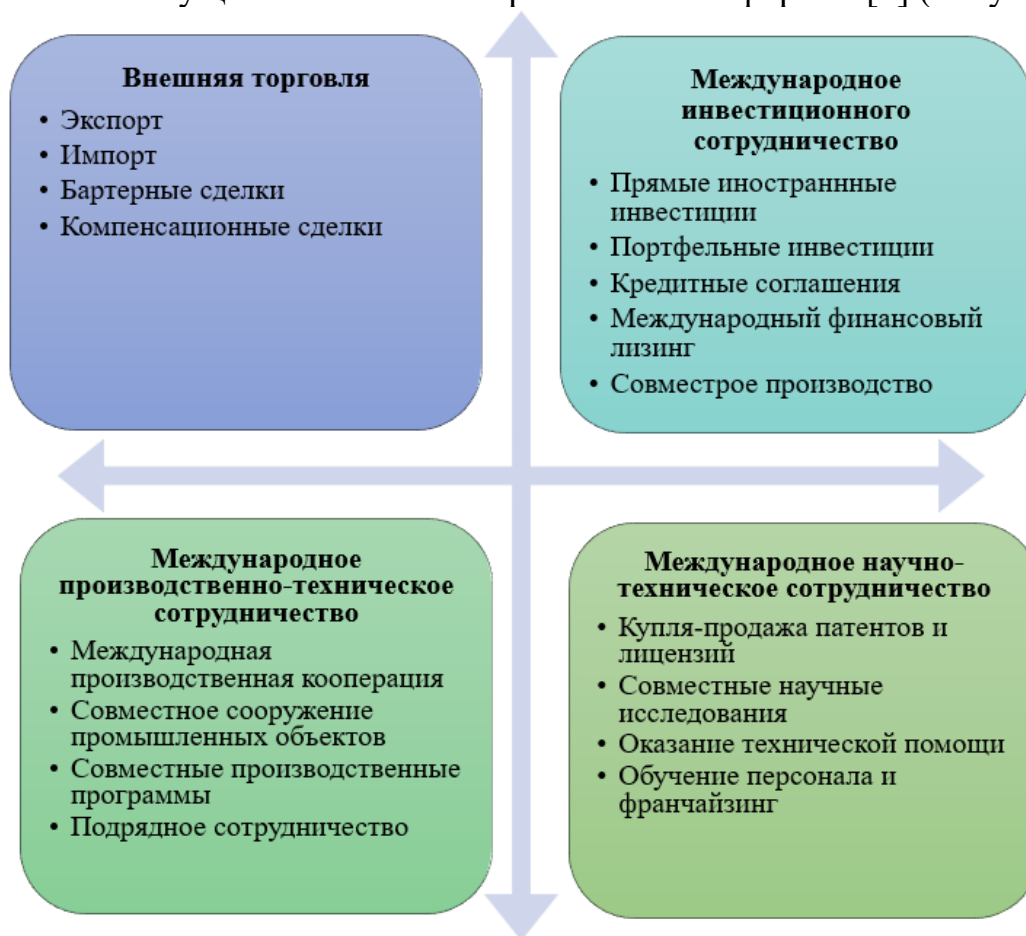 Внешняя торговля
• Экспорт
• Импорт
• Бартерные сделки
• Компенсационные сделки
Международное
инвестиционного
сотрудничество
• Прямые иностраннные
инвестиции
• Портфельные инвестиции
• Кредитные соглашения
• Международный финансовый
лизинг
• Совместрое производство
Международное
производственно-техническое
сотрудничество
• Международная
производственная кооперация
• Совместное сооружение
промышленных объектов
• Совместные производственные
программы
• Подрядное сотрудничество
Международное научно-
техническое сотрудничество
• Купля-продажа патентов и
лицензий
• Совместные научные
исследования
• Оказание технической помощи
• Обучение персонала и
франчайзинг